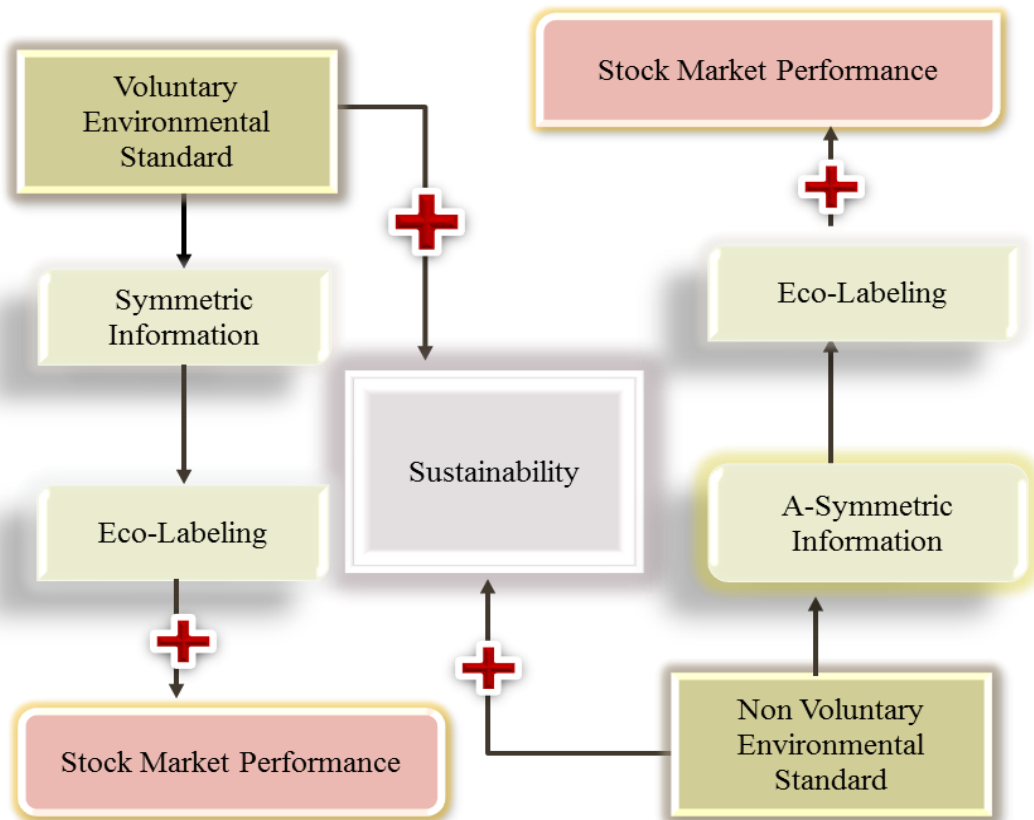 Voluntary
Environmental
Standard
Symmetric
Information
Eco-Labeling
Stock Market Performance
Sustainability
Stock Market Performance
Eco-Labeling
A-Symmetric
Information
Non Voluntary
Environmental
Standard